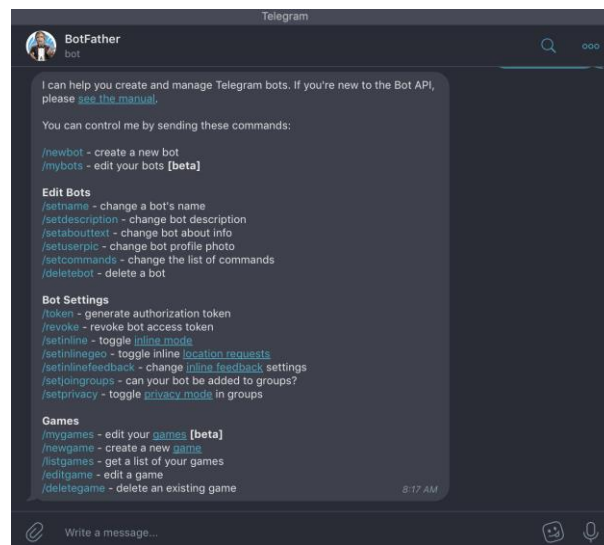 Telegram
BotFather
bot
I can help you create and manage Telegram bots. If you're new to the Bot API,
please see the manual.
You can control me by sending these commands:
/newbot - create a new bot
/mybots - edit your bots [beta]
Edit Bots
/setname - change a bot's name
/setdescription - change bot description
/setabouttext - change bot about info
/setuserpic - change bot profile photo
/setcommands - change the list of commands
/deletebot - delete a bot
Bot Settings
/token - generate authorization token
/revoke - revoke bot access token
/setinline - toggle inline mode
/setinlinegeo - toggle inline location requests
/setinlinefeedback - change inline feedback settings
/setjoingroups - can your bot be added to groups?
/setprivacy - toggle privacy mode in groups
Games
/mygames - edit your games [beta]
/newgame - create a new game
/listgames - get a list of your games
/editgame - edit a game
/deletegame - delete an existing game
8:17 AM
Write a message...